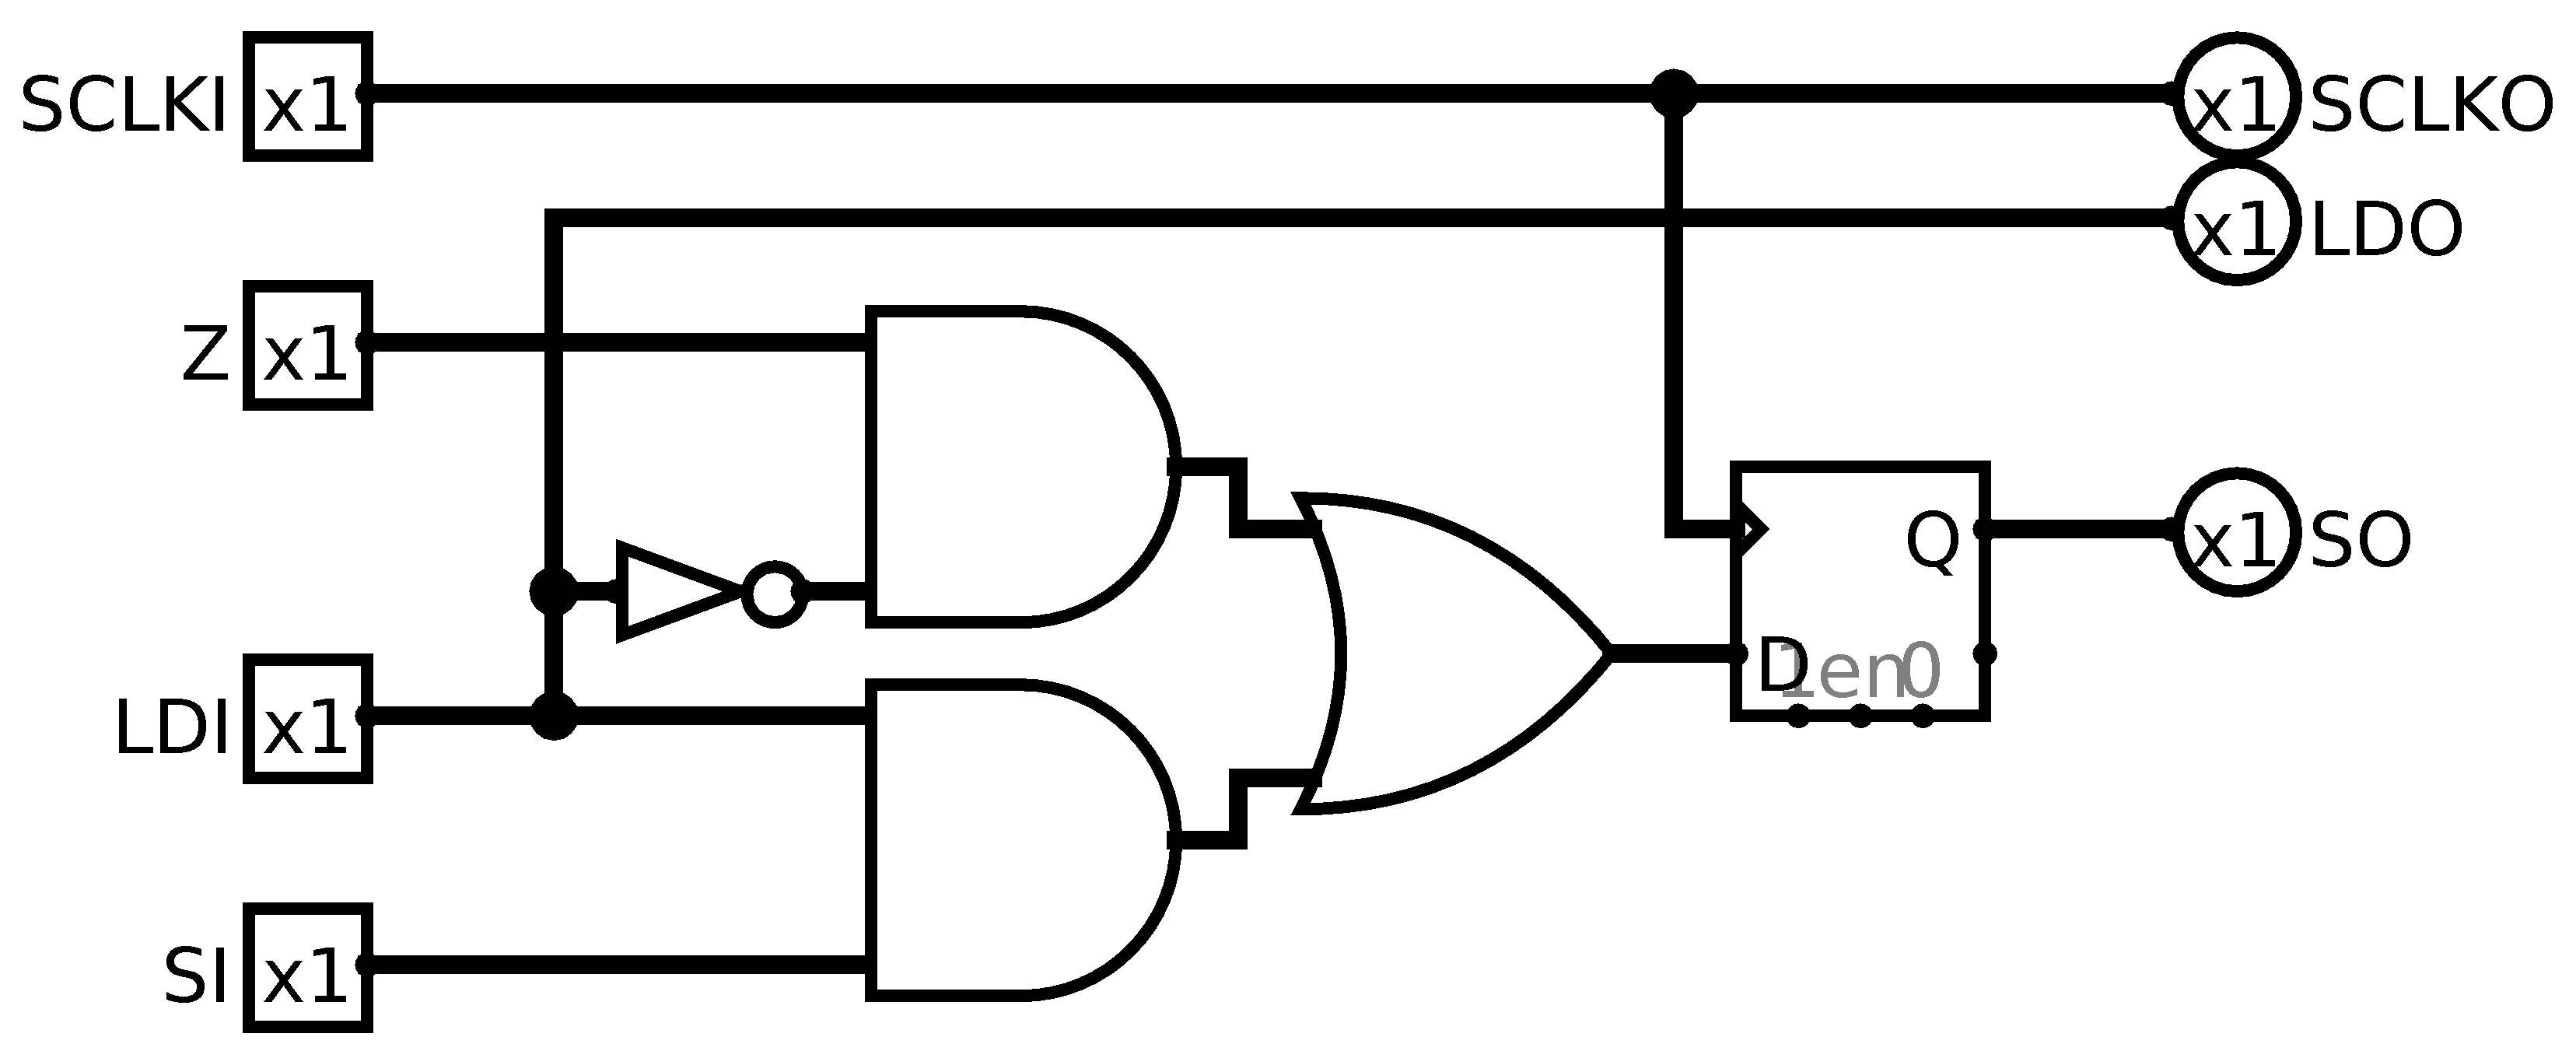 SCLKI x1 x1 SCLKO
x1 LDO
Z x1
Q x1 SO
D 1 en 0
LDI x1
SI x1